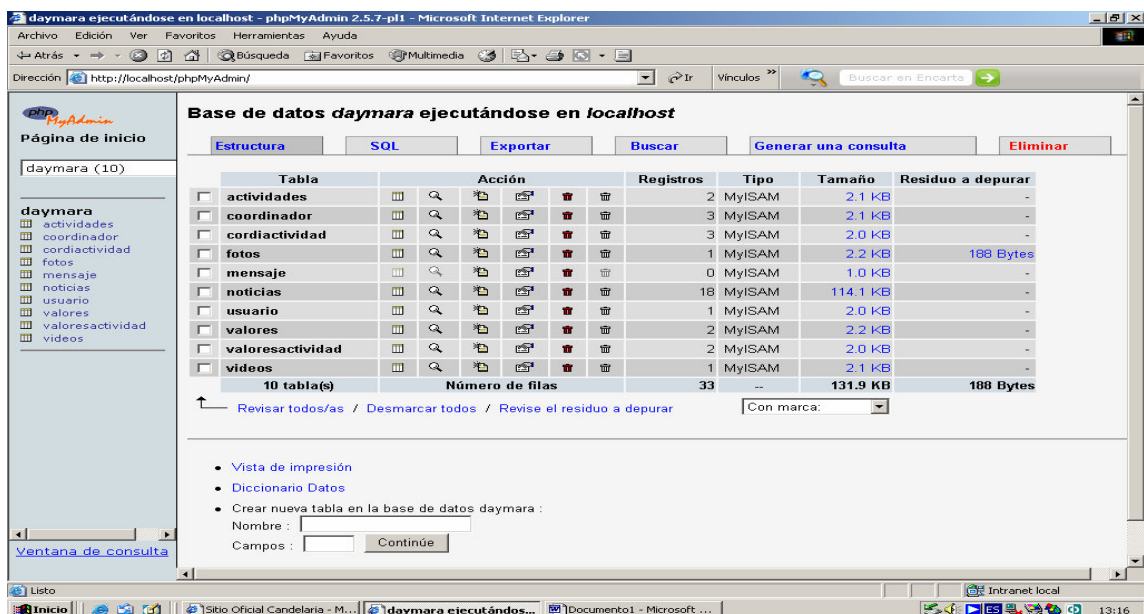 daymara ejecutándose en localhost - phpMyAdmin 2.5.7-pl1 - Microsoft Internet Explorer
Archivo Edición Ver Favoritos Herramientas Ayuda
Atrás Búsqueda Favoritos Multimedia
Dirección http://localhost/phpMyAdmin/ Ir Vínculos » Buscar en Encarta
php MyAdmin
Página de inicio
daymara (10)
daymara
actividades
coordinador
cordiactividad
fotos
mensaje
noticias
usuario
valores
valoresactividad
videos
Ventana de consulta
Base de datos daymara ejecutándose en localhost
Estructura SQL Exportar Buscar Generar una consulta Eliminar
Tabla Acción Registros Tipo Tamaño Residuo a depurar
actividades 2 MyISAM 2.1 KB -
coordinador 3 MyISAM 2.1 KB -
cordiactividad 3 MyISAM 2.0 KB -
fotos 1 MyISAM 2.2 KB 188 Bytes
mensaje 0 MyISAM 1.0 KB -
noticias 18 MyISAM 114.1 KB -
usuario 1 MyISAM 2.0 KB -
valores 2 MyISAM 2.2 KB -
valoresactividad 2 MyISAM 2.0 KB -
videos 1 MyISAM 2.1 KB -
10 tabla(s) Número de filas 33 -- 131.9 KB 188 Bytes
Revisar todos/as / Desmarcar todos / Revise el residuo a depurar Con marca:
• Vista de impresión
• Diccionario Datos
• Crear nueva tabla en la base de datos daymara :
Nombre :
Campos : Continúe
Listo Intranet local
Inicio Sitio Oficial Candelaria - M... daymara ejecutándos... Documento1 - Microsoft ... ES 13:16